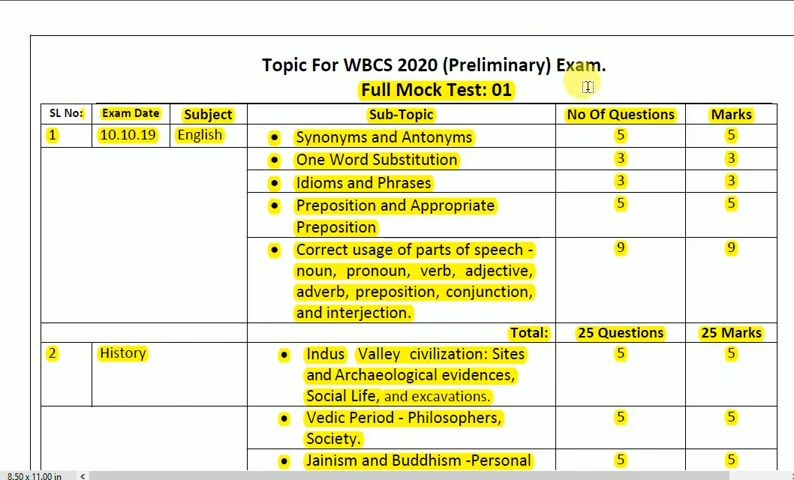 Topic For WBCS 2020 (Preliminary) Exam.
Full Mock Test: 01
SL No: Exam Date Subject Sub-Topic No Of Questions Marks
1 10.10.19 English • Synonyms and Antonyms 5 5
• One Word Substitution 3 3
• Idioms and Phrases 3 3
• Preposition and Appropriate 5 5
Preposition
• Correct usage of parts of speech - 9 9
noun, pronoun, verb, adjective,
adverb, preposition, conjunction,
and interjection.
Total: 25 Questions 25 Marks
2 History • Indus Valley civilization: Sites 5 5
and Archaeological evidences,
Social Life, and excavations.
• Vedic Period - Philosophers, 5 5
Society.
• Jainism and Buddhism -Personal 5 5
8.50 x 11.00 in